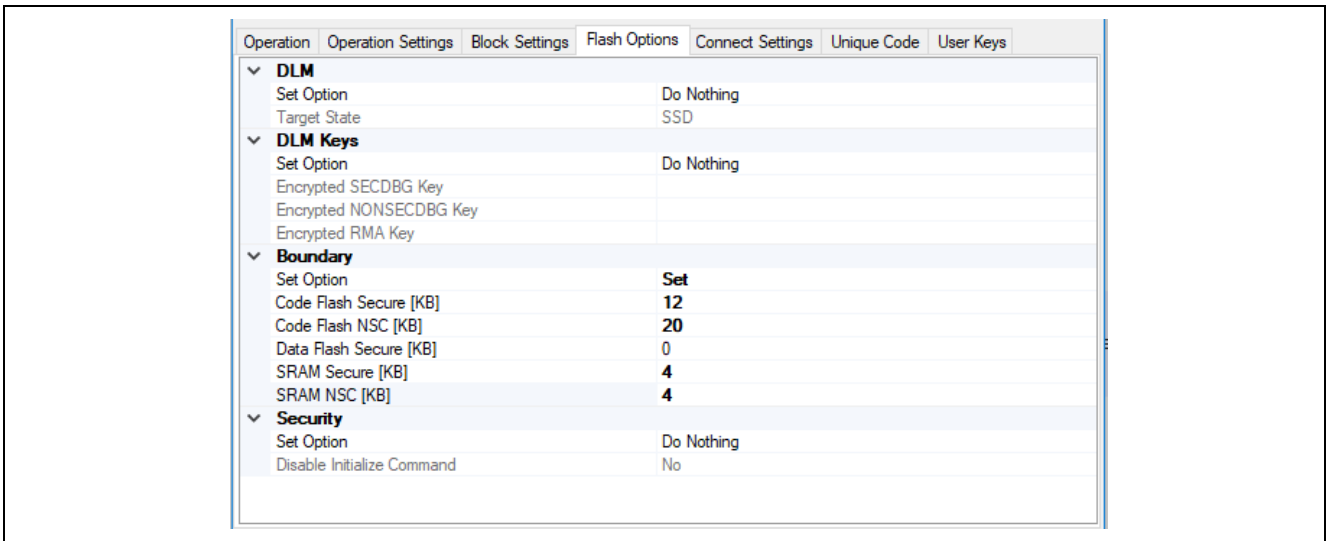 Operation Operation Settings Block Settings Flash Options Connect Settings Unique Code User Keys
DLM
Set Option Do Nothing
Target State SSD
DLM Keys
Set Option Do Nothing
Encrypted SECDBG Key
Encrypted NONSECDBG Key
Encrypted RMA Key
Boundary
Set Option Set
Code Flash Secure [KB] 12
Code Flash NSC [KB] 20
Data Flash Secure [KB] 0
SRAM Secure [KB] 4
SRAM NSC [KB] 4
Security
Set Option Do Nothing
Disable Initialize Command No